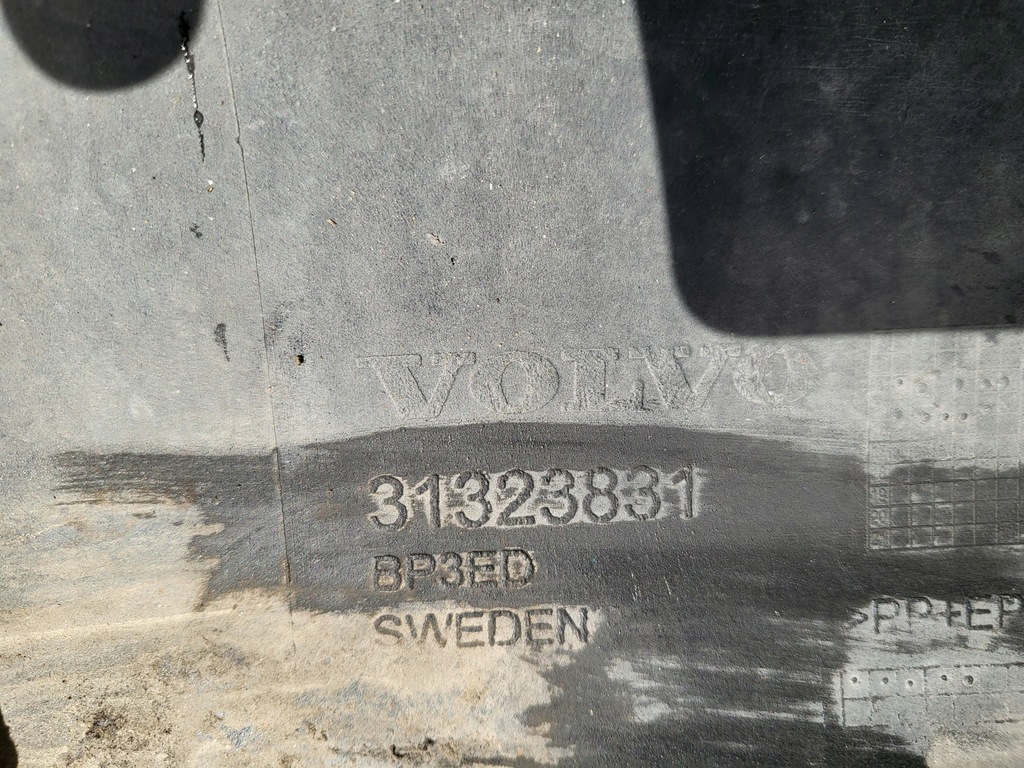 VOLVO
31323831
BP3ED
SWEDEN
>PP+EP